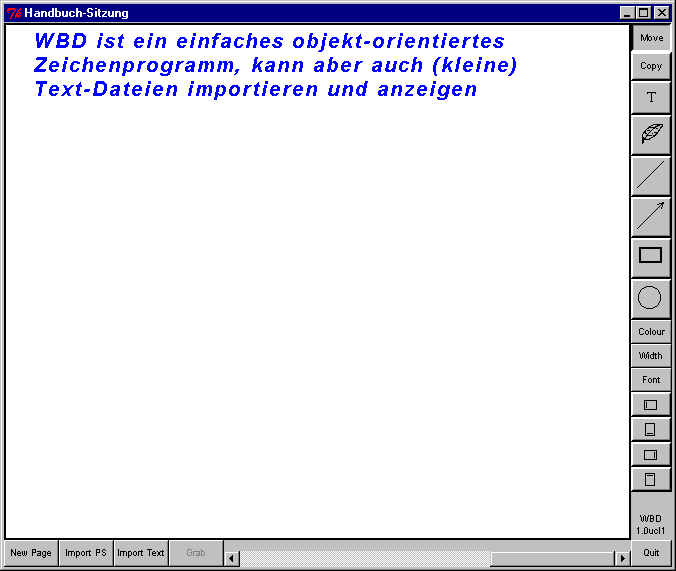 Handbuch-Sitzung
WBD ist ein einfaches objekt-orientiertes
Zeichenprogramm, kann aber auch (kleine)
Text-Dateien importieren und anzeigen
Move
Copy
T
Colour
Width
Font
WBD
1.0ucl1
New Page
Import PS
Import Text
Grab
Quit